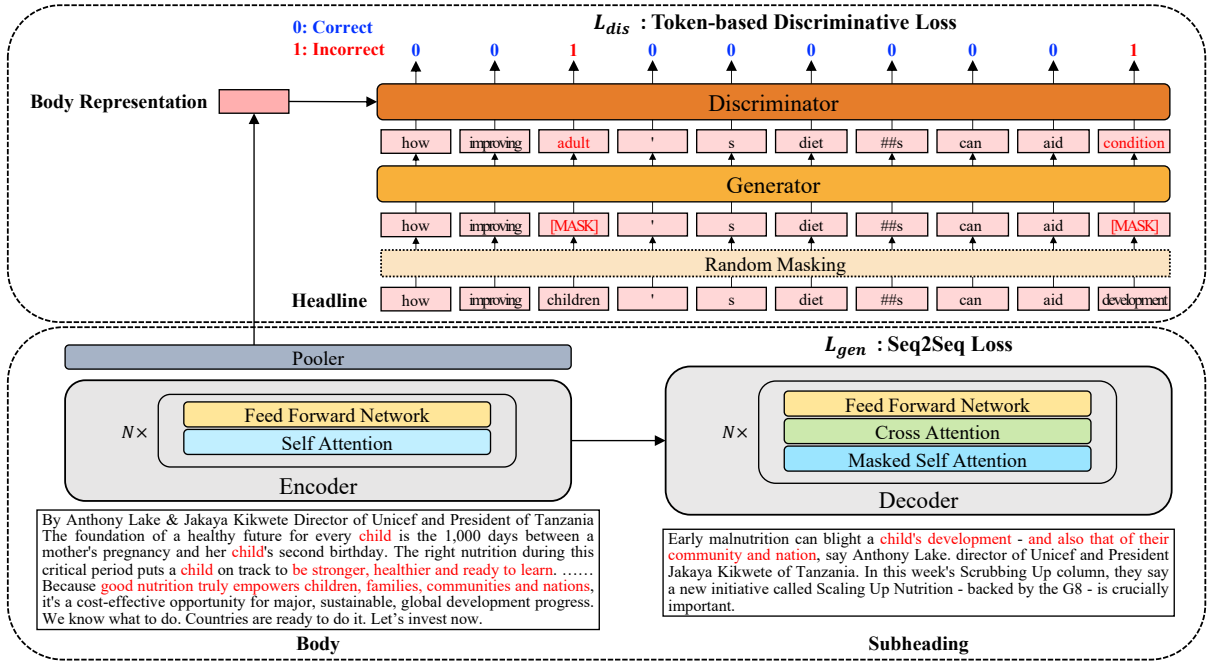 L_dis : Token-based Discriminative Loss
0: Correct
1: Incorrect 0 0 1 0 0 0 0 0 0 1
Body Representation
Discriminator
how improving adult ' s diet ##s can aid condition
Generator
how improving [MASK] ' s diet ##s can aid [MASK]
Random Masking
Headline how improving children ' s diet ##s can aid development
Pooler
N×
Feed Forward Network
Self Attention
Encoder
By Anthony Lake & Jakaya Kikwete Director of Unicef and President of Tanzania
The foundation of a healthy future for every child is the 1,000 days between a
mother's pregnancy and her child's second birthday. The right nutrition during this
critical period puts a child on track to be stronger, healthier and ready to learn. ……
Because good nutrition truly empowers children, families, communities and nations,
it's a cost-effective opportunity for major, sustainable, global development progress.
We know what to do. Countries are ready to do it. Let's invest now.
Body
L_gen : Seq2Seq Loss
N×
Feed Forward Network
Cross Attention
Masked Self Attention
Decoder
Early malnutrition can blight a child's development - and also that of their
community and nation, say Anthony Lake. director of Unicef and President
Jakaya Kikwete of Tanzania. In this week's Scrubbing Up column, they say
a new initiative called Scaling Up Nutrition - backed by the G8 - is crucially
important.
Subheading